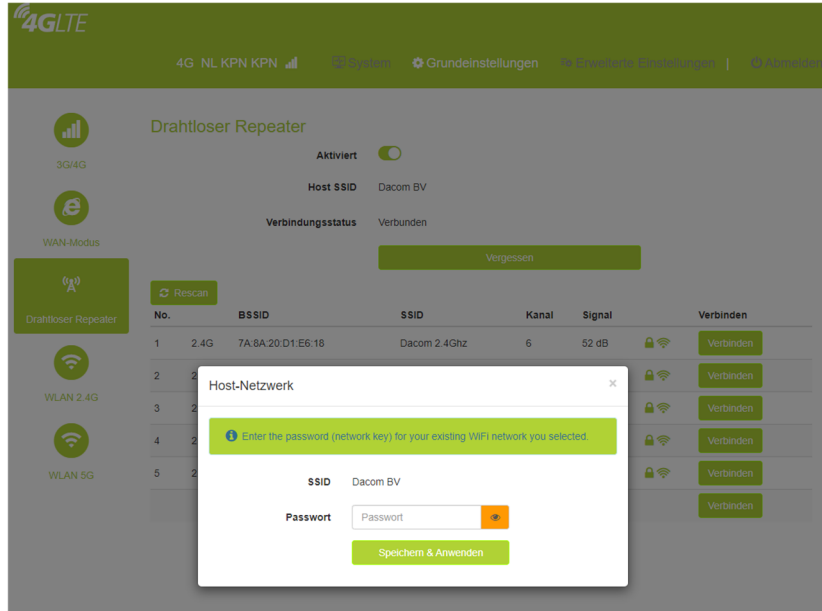 4GLTE
4G NL KPN KPN System Grundeinstellungen Erweiterte Einstellungen | Abmelden
Drahtloser Repeater
3G/4G
WAN-Modus
Drahtloser Repeater
WLAN 2.4G
WLAN 5G
Aktiviert
Host SSID Dacom BV
Verbindungsstatus Verbunden
Vergessen
Rescan
No. BSSID SSID Kanal Signal Verbinden
1 2.4G 7A:8A:20:D1:E6:18 Dacom 2.4Ghz 6 52 dB Verbinden
2 2 Verbinden
3 2 Verbinden
4 2 Verbinden
5 2 Verbinden
Verbinden
Host-Netzwerk ×
Enter the password (network key) for your existing WiFi network you selected.
SSID Dacom BV
Passwort Passwort
Speichern & Anwenden